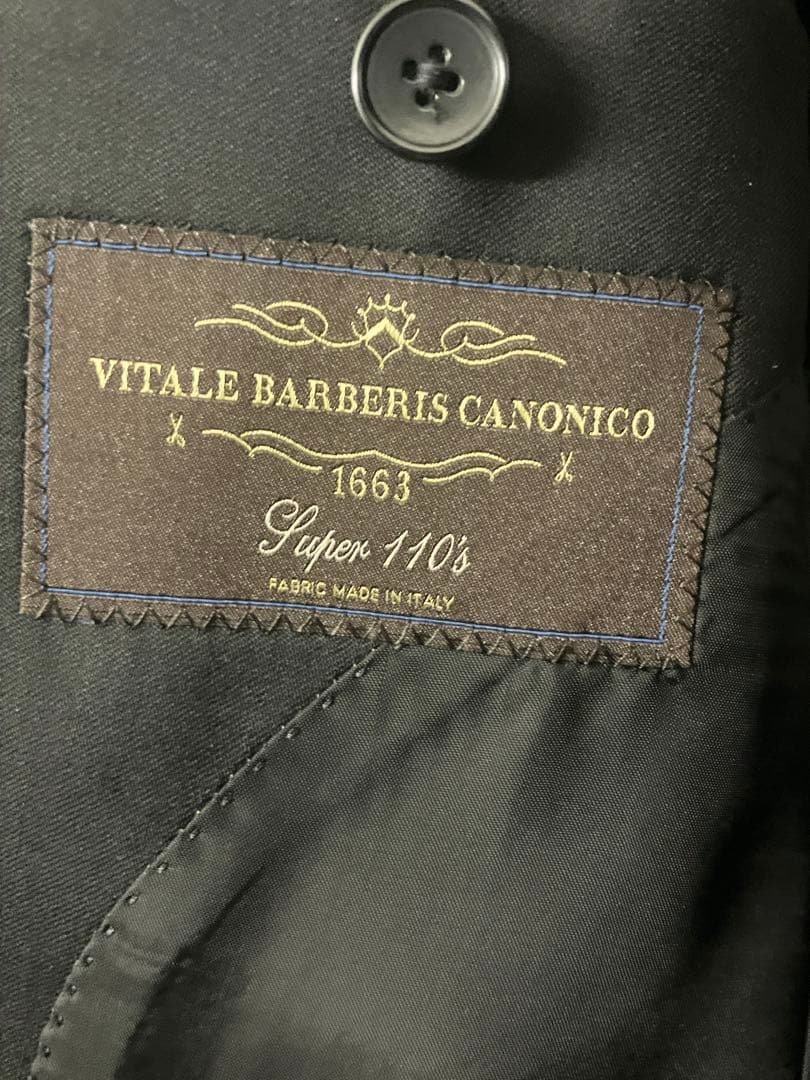 VITALE BARBERIS CANONICO
1663
Super 110's
FABRIC MADE IN ITALY